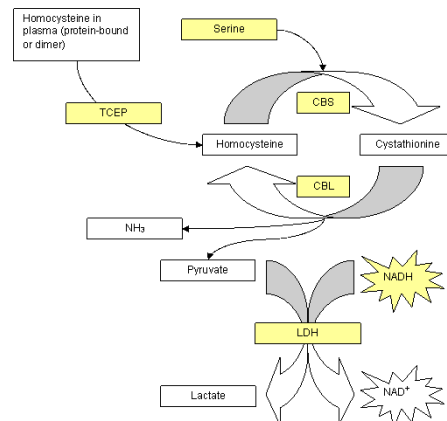 Homocysteine in
plasma (protein-bound
or dimer)
Serine
TCEP
CBS
Homocysteine
Cystathionine
CBL
NH₃
Pyruvate
NADH
LDH
Lactate
NAD⁺